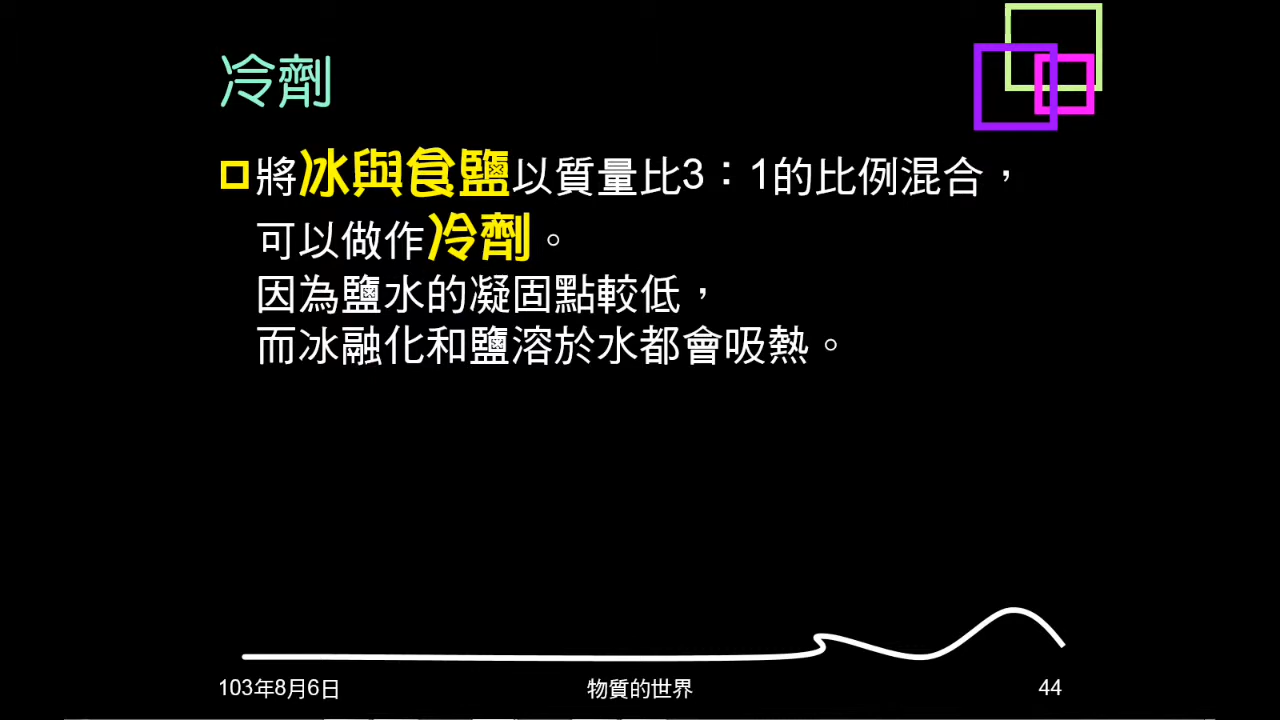 冷劑
將冰與食鹽以質量比3：1的比例混合，
可以做作冷劑。
因為鹽水的凝固點較低，
而冰融化和鹽溶於水都會吸熱。
103年8月6日
物質的世界
44